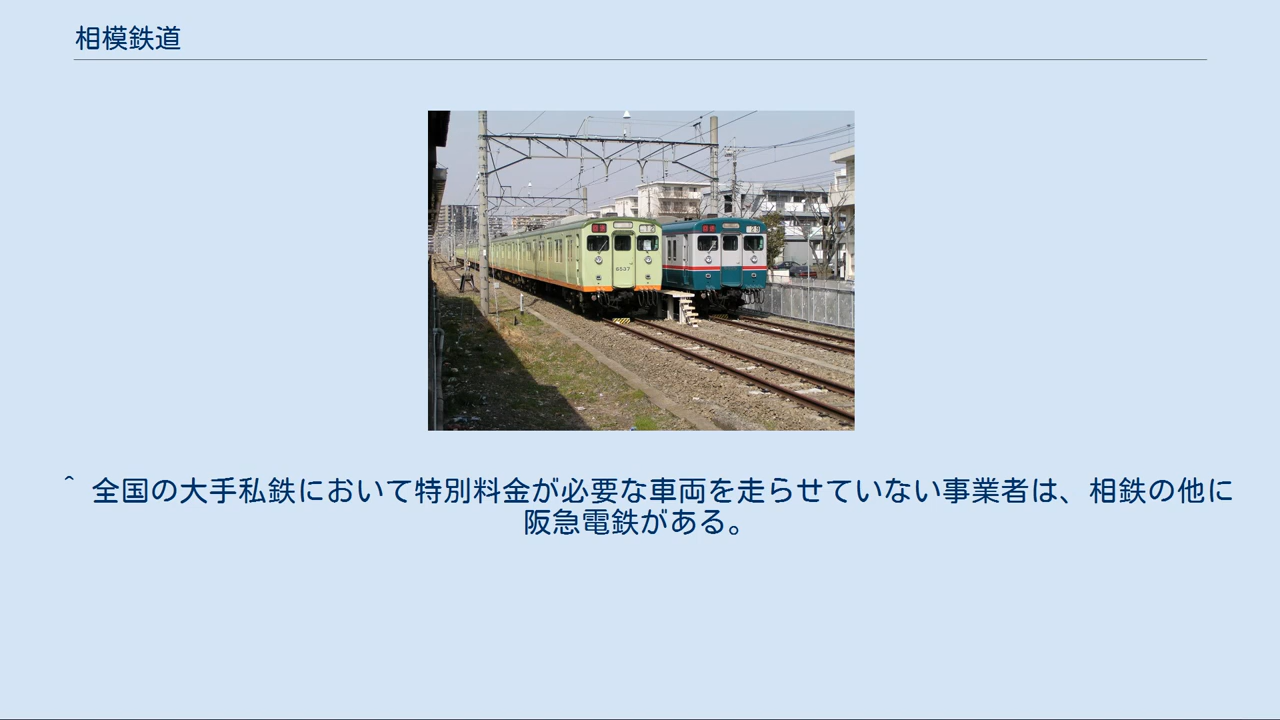 相模鉄道
6537
^ 全国の大手私鉄において特別料金が必要な車両を走らせていない事業者は、相鉄の他に
阪急電鉄がある。